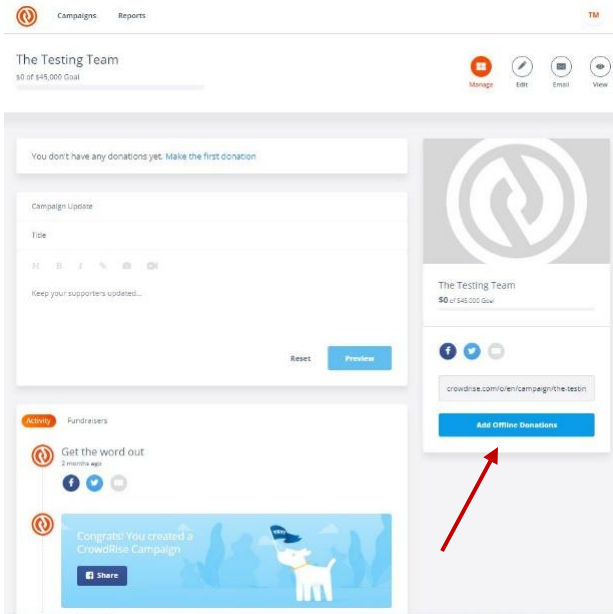 Campaigns Reports TM
The Testing Team
$0 of $45,000 Goal
Manage Edit Email View
You don't have any donations yet. Make the first donation
Campaign Update
Title
H B I
Keep your supporters updated...
Reset Preview
The Testing Team
$0 of $45,000 Goal
crowdrise.com/o/en/campaign/the-testin
Add Offline Donations
Activity Fundraisers
Get the word out
2 months ago
Congrats! You created a
CrowdRise Campaign
Share